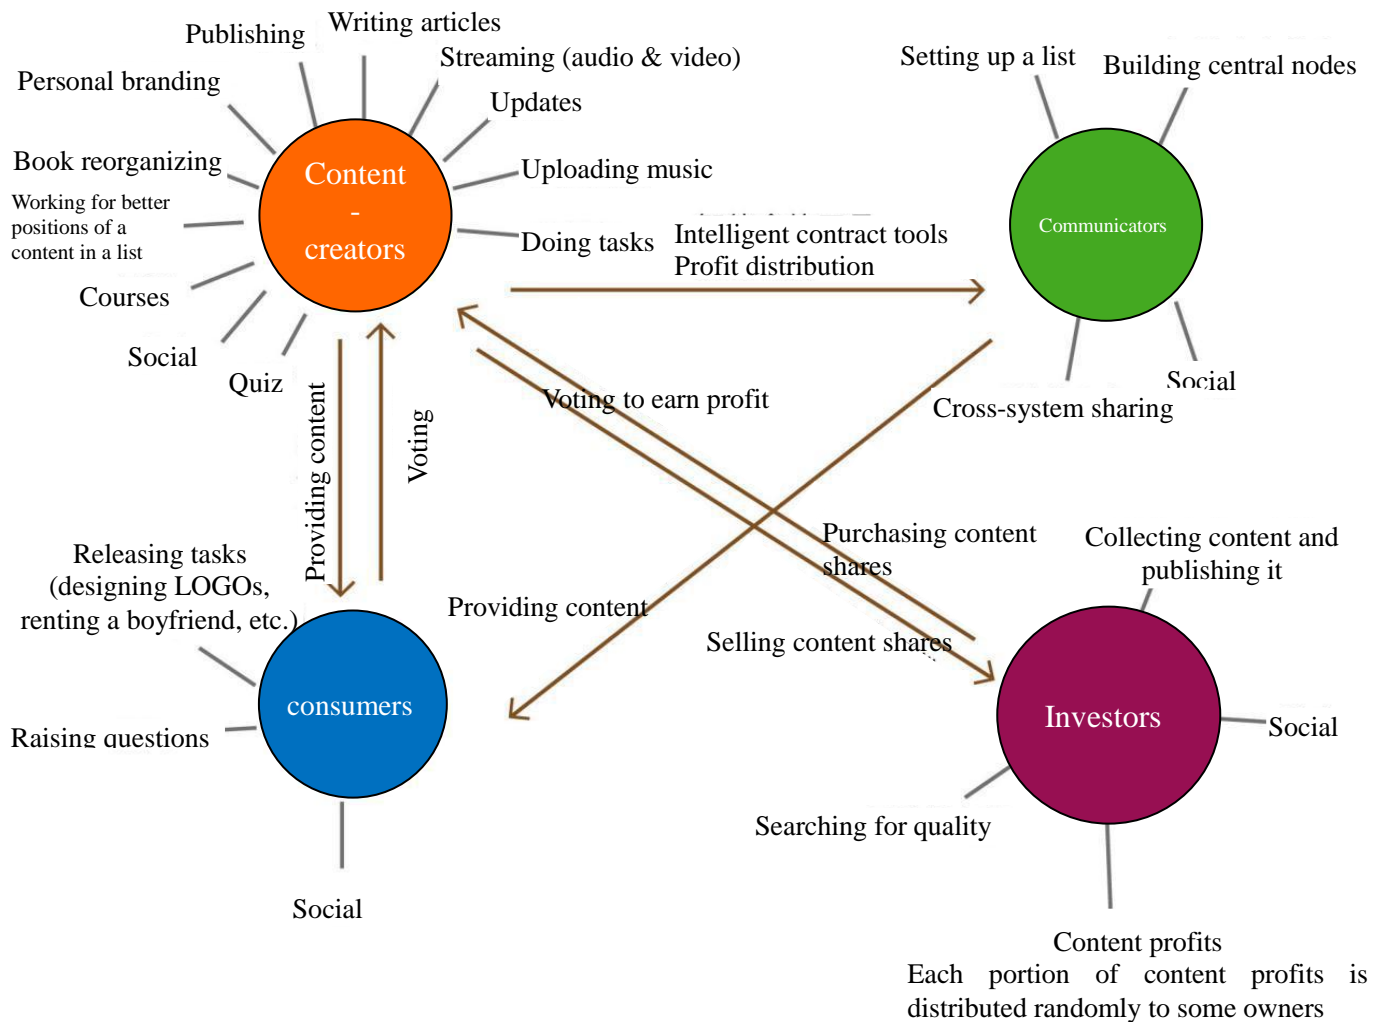 Writing articles
Publishing
Streaming (audio & video)
Personal branding
Updates
Book reorganizing
Uploading music
Working for better
positions of a
content in a list
Doing tasks
Courses
Social
Quiz
Content
-
creators
Setting up a list
Building central nodes
Communicators
Social
Cross-system sharing
Intelligent contract tools
Profit distribution
Voting to earn profit
Providing content
Voting
Purchasing content
shares
Providing content
Selling content shares
Releasing tasks
(designing LOGOs,
renting a boyfriend, etc.)
consumers
Raising questions
Social
Collecting content and
publishing it
Investors
Social
Searching for quality
Content profits
Each portion of content profits is
distributed randomly to some owners